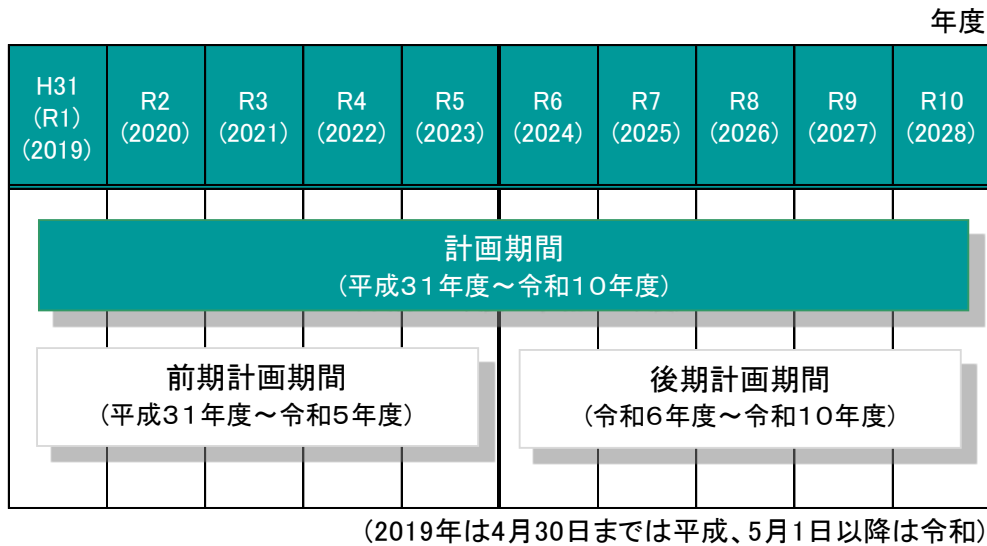 年度
H31
(R1)
(2019)
R2
(2020)
R3
(2021)
R4
(2022)
R5
(2023)
R6
(2024)
R7
(2025)
R8
(2026)
R9
(2027)
R10
(2028)
計画期間
(平成31年度～令和10年度)
前期計画期間
(平成31年度～令和5年度)
後期計画期間
(令和6年度～令和10年度)
(2019年は4月30日までは平成、5月1日以降は令和)